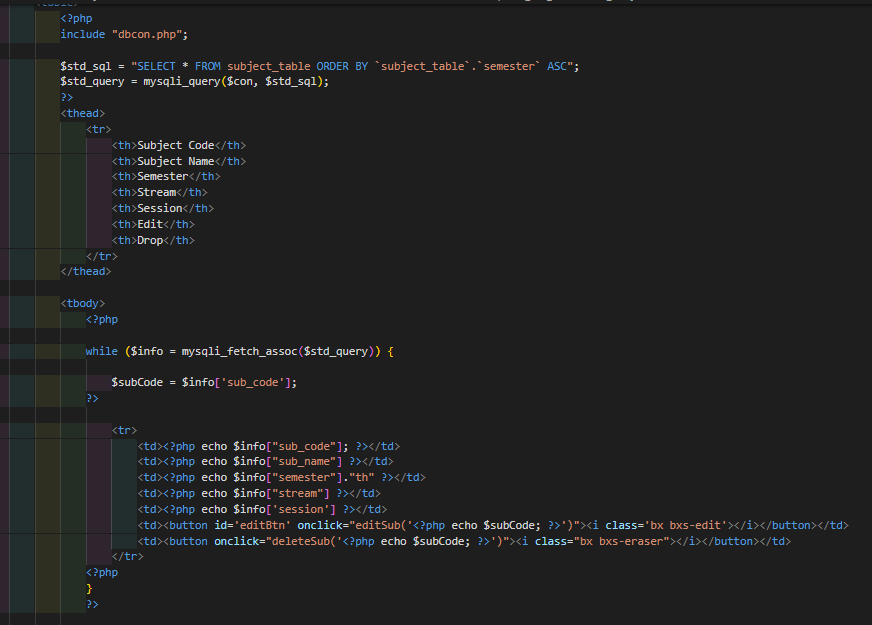 <?php
include "dbcon.php";
$std_sql = "SELECT * FROM subject_table ORDER BY `subject_table`.`semester` ASC";
$std_query = mysqli_query($con, $std_sql);
?>
<thead>
<tr>
<th>Subject Code</th>
<th>Subject Name</th>
<th>Semester</th>
<th>Stream</th>
<th>Session</th>
<th>Edit</th>
<th>Drop</th>
</tr>
</thead>
<tbody>
<?php
while ($info = mysqli_fetch_assoc($std_query)) {
$subCode = $info['sub_code'];
?>
<tr>
<td><?php echo $info["sub_code"]; ?></td>
<td><?php echo $info["sub_name"] ?></td>
<td><?php echo $info["semester"]."th" ?></td>
<td><?php echo $info["stream"] ?></td>
<td><?php echo $info['session'] ?></td>
<td><button id='editBtn' onclick="editSub('<?php echo $subCode; ?>')"><i class='bx bxs-edit'></i></button></td>
<td><button onclick="deleteSub('<?php echo $subCode; ?>')"><i class="bx bxs-eraser"></i></button></td>
</tr>
<?php
}
?>